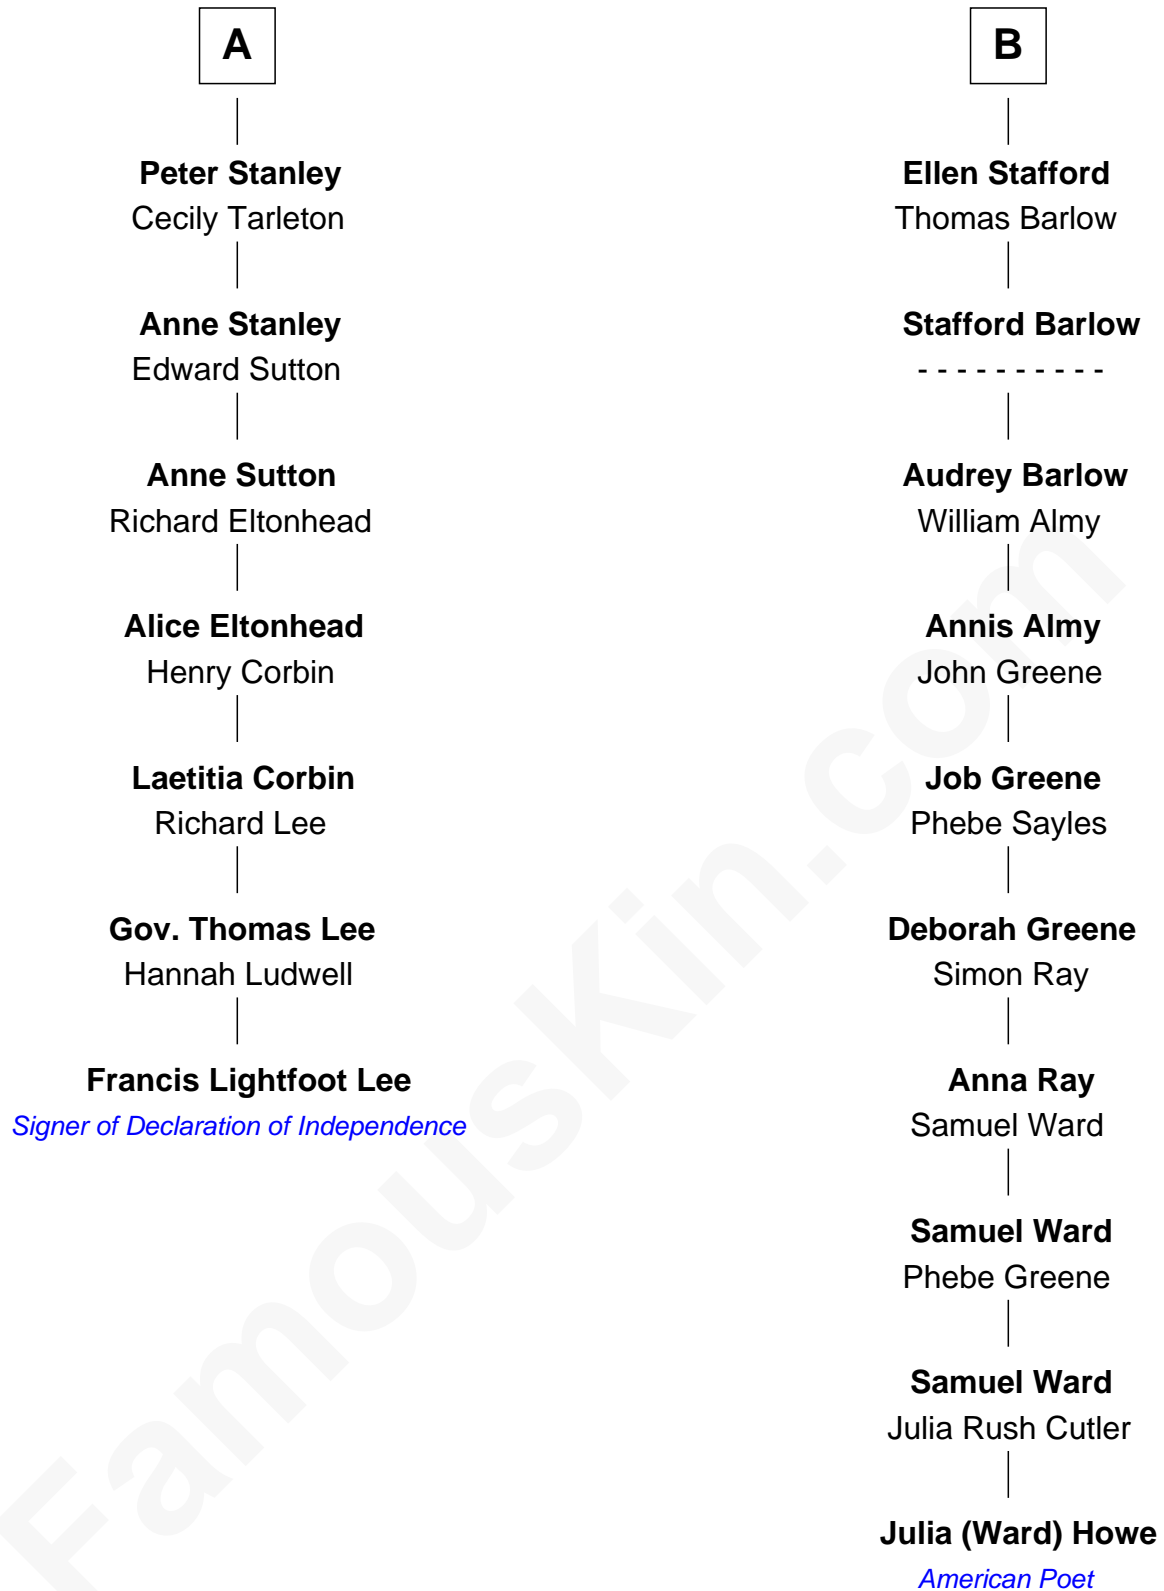 A
Peter Stanley
Cecily Tarleton
Anne Stanley
Edward Sutton
Anne Sutton
Richard Eltonhead
Alice Eltonhead
Henry Corbin
Laetitia Corbin
Richard Lee
Gov. Thomas Lee
Hannah Ludwell
Francis Lightfoot Lee
Signer of Declaration of Independence
B
Ellen Stafford
Thomas Barlow
Stafford Barlow
- - - - - - - - - -
Audrey Barlow
William Almy
Annis Almy
John Greene
Job Greene
Phebe Sayles
Deborah Greene
Simon Ray
Anna Ray
Samuel Ward
Samuel Ward
Phebe Greene
Samuel Ward
Julia Rush Cutler
Julia (Ward) Howe
American Poet
FamousKin.com